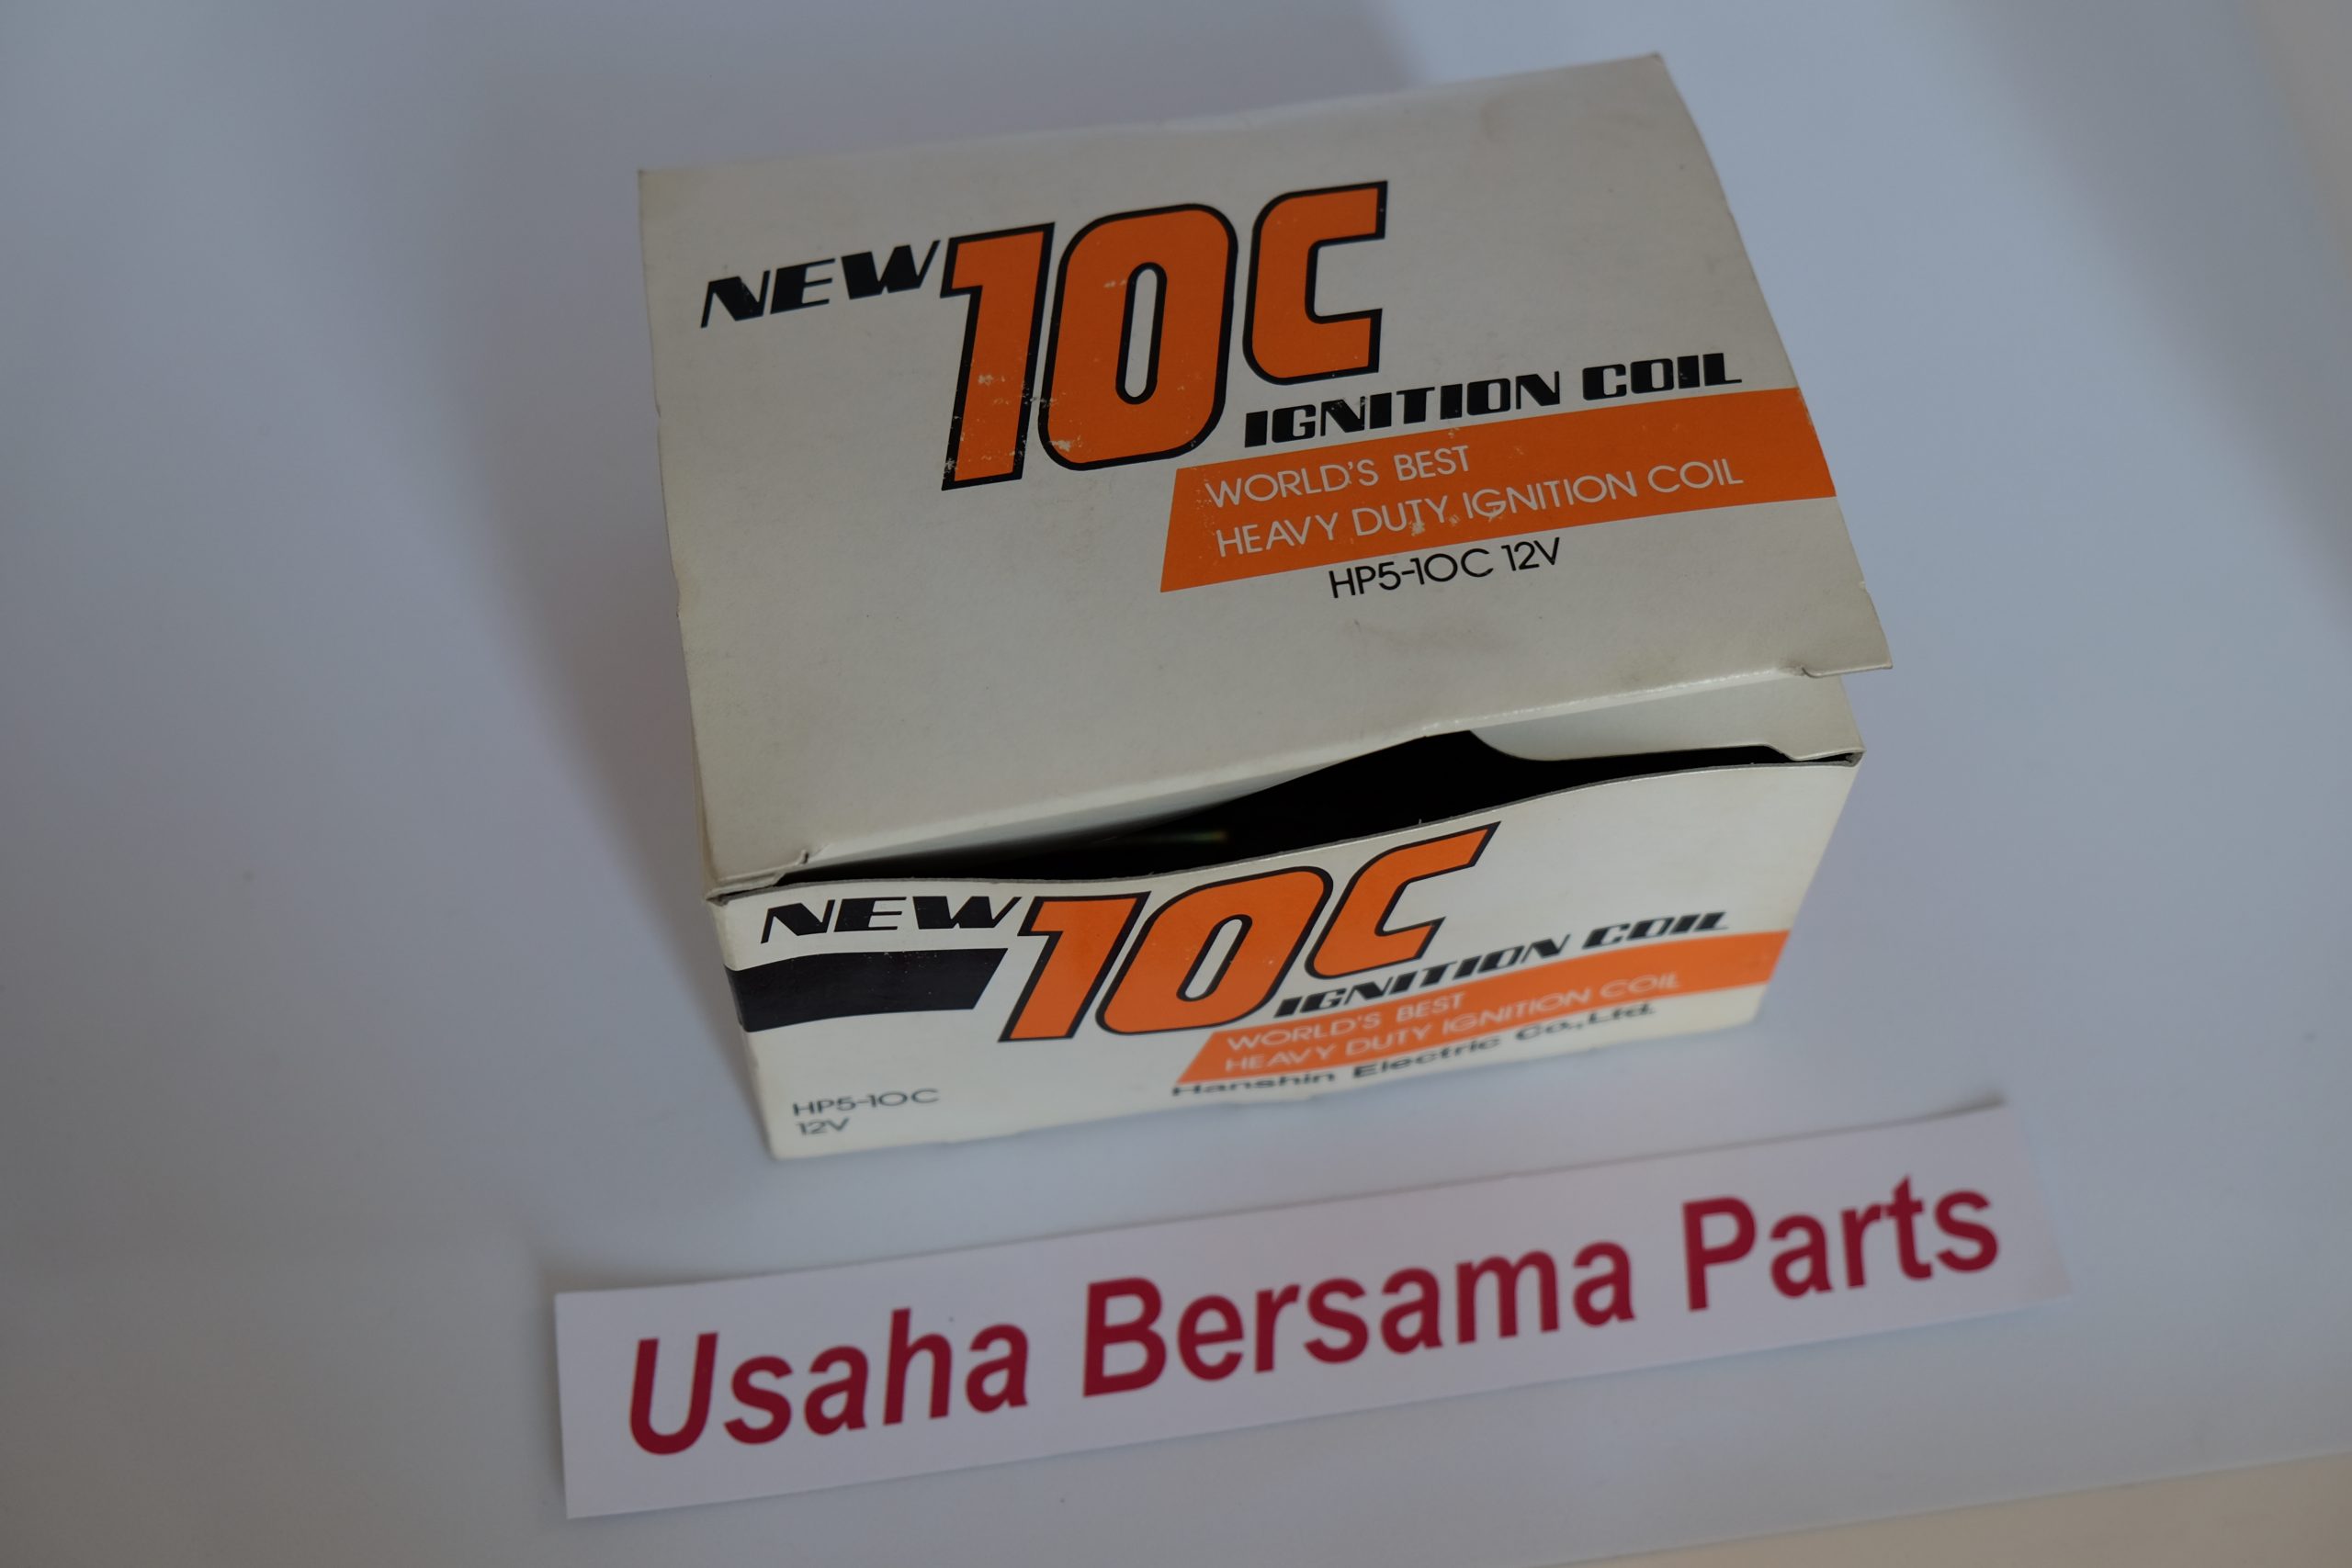 NEW 10C
IGNITION COIL
WORLD'S BEST
HEAVY DUTY IGNITION COIL
HP5-10C 12V
NEW 10C
IGNITION COIL
WORLD'S BEST
HEAVY DUTY IGNITION COIL
Hanshin Electric Co.,Ltd.
HP5-10C
12V
Usaha Bersama Parts